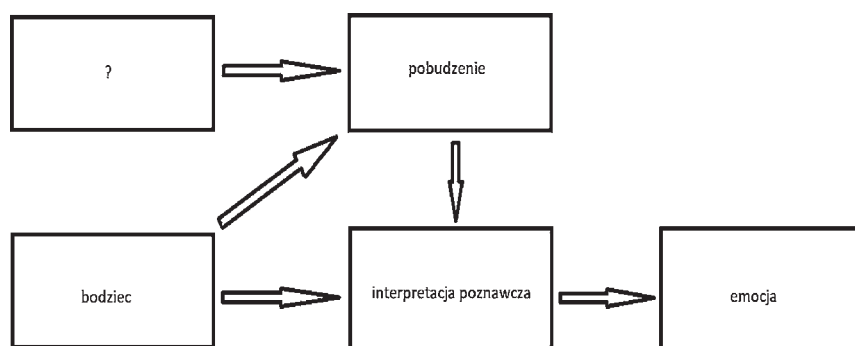 ?
pobudzenie
bodziec
interpretacja poznawcza
emocja